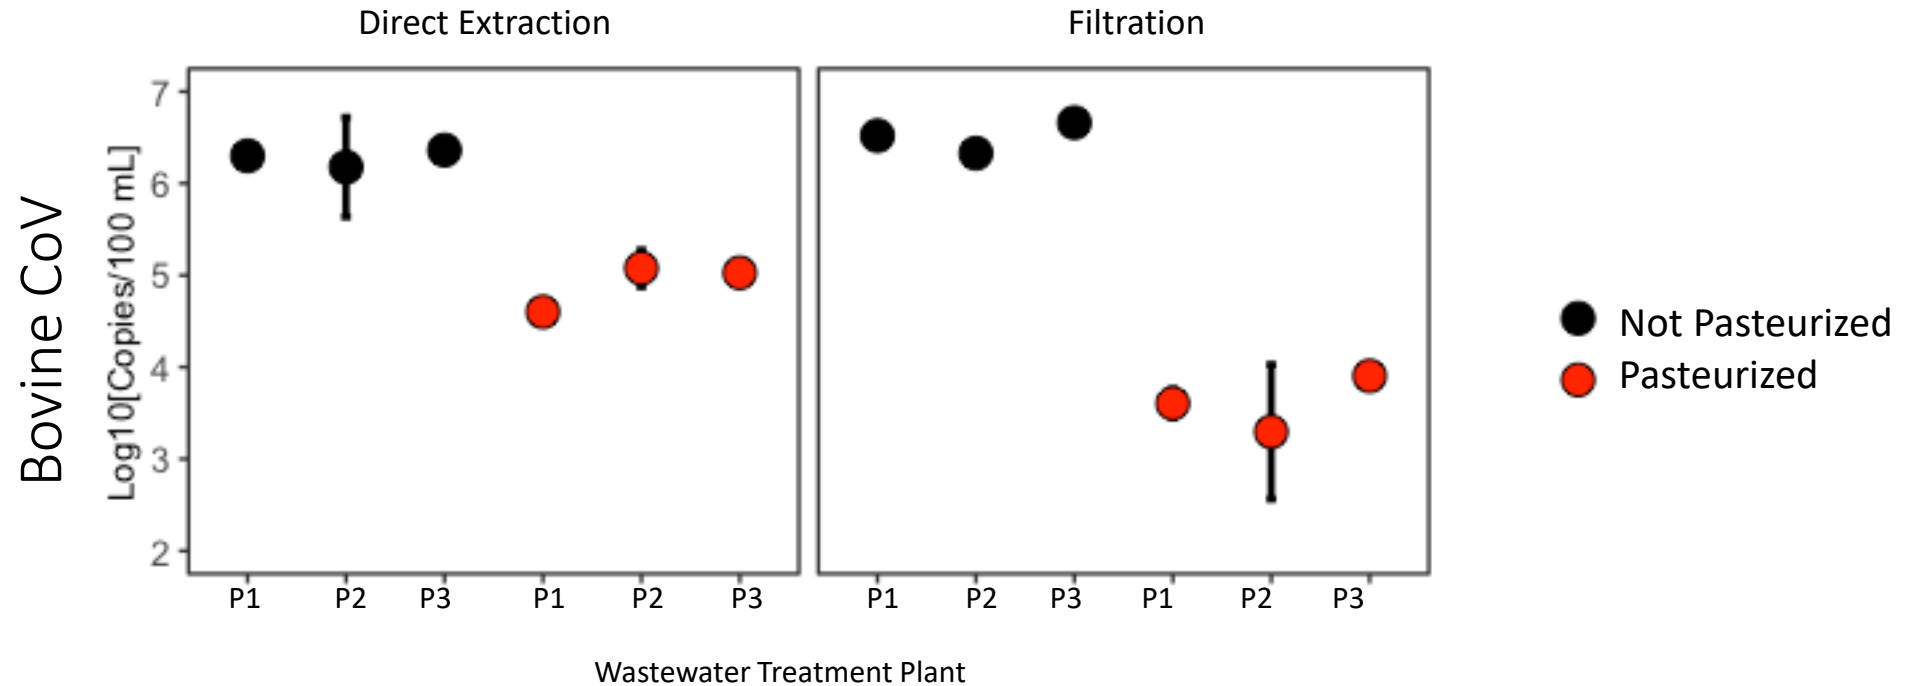 Direct Extraction
Filtration
Bovine CoV
Log10[Copies/100 mL]
7
6
5
4
3
2
P1 P2 P3 P1 P2 P3
P1 P2 P3 P1 P2 P3
Wastewater Treatment Plant
Not Pasteurized
Pasteurized